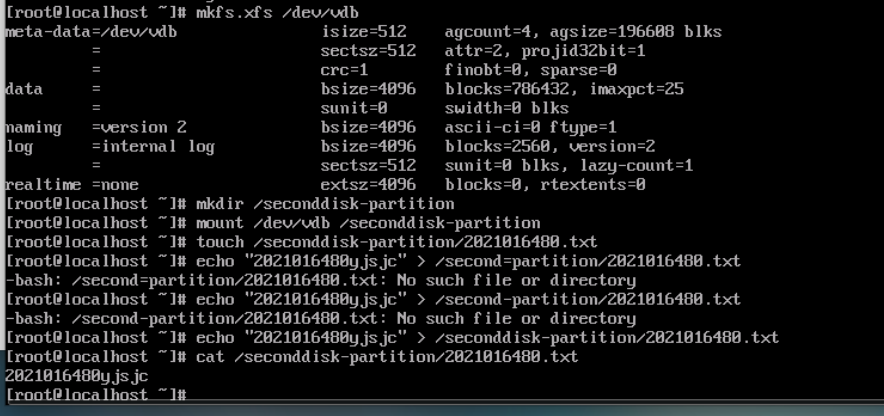 [root@localhost ~]# mkfs.xfs /dev/vdb
meta-data=/dev/vdb               isize=512    agcount=4, agsize=196608 blks
         =                       sectsz=512   attr=2, projid32bit=1
         =                       crc=1        finobt=0, sparse=0
data     =                       bsize=4096   blocks=786432, imaxpct=25
         =                       sunit=0      swidth=0 blks
naming   =version 2              bsize=4096   ascii-ci=0 ftype=1
log      =internal log           bsize=4096   blocks=2560, version=2
         =                       sectsz=512   sunit=0 blks, lazy-count=1
realtime =none                   extsz=4096   blocks=0, rtextents=0
[root@localhost ~]# mkdir /seconddisk-partition
[root@localhost ~]# mount /dev/vdb /seconddisk-partition
[root@localhost ~]# touch /seconddisk-partition/2021016480.txt
[root@localhost ~]# echo "2021016480yjsjc" > /second=partition/2021016480.txt
-bash: /second=partition/2021016480.txt: No such file or directory
[root@localhost ~]# echo "2021016480yjsjc" > /second-partition/2021016480.txt
-bash: /second-partition/2021016480.txt: No such file or directory
[root@localhost ~]# echo "2021016480yjsjc" > /seconddisk-partition/2021016480.txt
[root@localhost ~]# cat /seconddisk-partition/2021016480.txt
2021016480yjsjc
[root@localhost ~]#